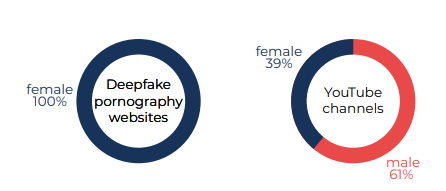 female
100%
Deepfake
pornography
websites
female
39%
YouTube
channels
male
61%